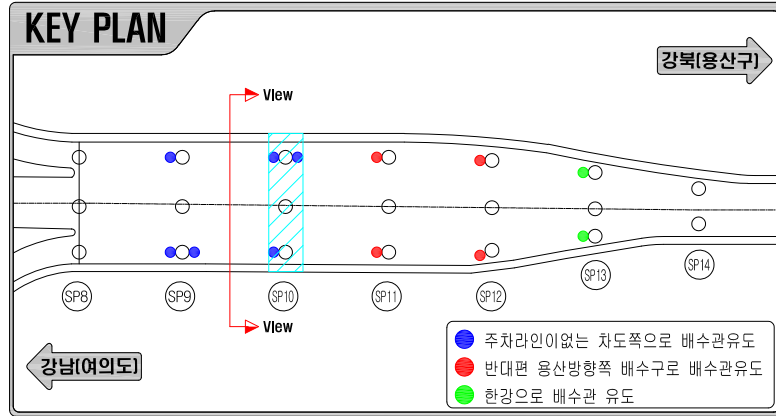 KEY PLAN
강북(용산구)
View
SP8
SP9
SP10
SP11
SP12
SP13
SP14
View
강남(여의도)
주차라인이없는 차도쪽으로 배수관유도
반대편 용산방향쪽 배수구로 배수관유도
한강으로 배수관 유도